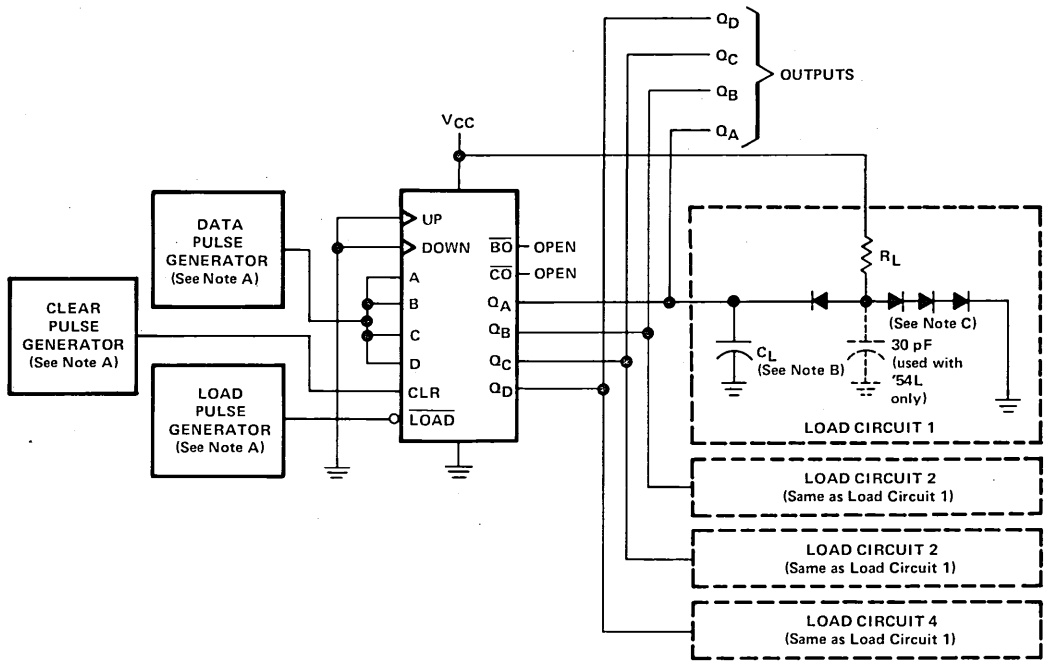 QD
QC
OUTPUTS
QB
QA
VCC
DATA
PULSE
GENERATOR
(See Note A)
CLEAR
PULSE
GENERATOR
(See Note A)
LOAD
PULSE
GENERATOR
(See Note A)
UP
DOWN
A
B
C
D
CLR
LOAD
BO
OPEN
CO
OPEN
QA
QB
QC
QD
RL
(See Note C)
CL
(See Note B)
30 pF
(used with
'54L
only)
LOAD CIRCUIT 1
LOAD CIRCUIT 2
(Same as Load Circuit 1)
LOAD CIRCUIT 2
(Same as Load Circuit 1)
LOAD CIRCUIT 4
(Same as Load Circuit 1)